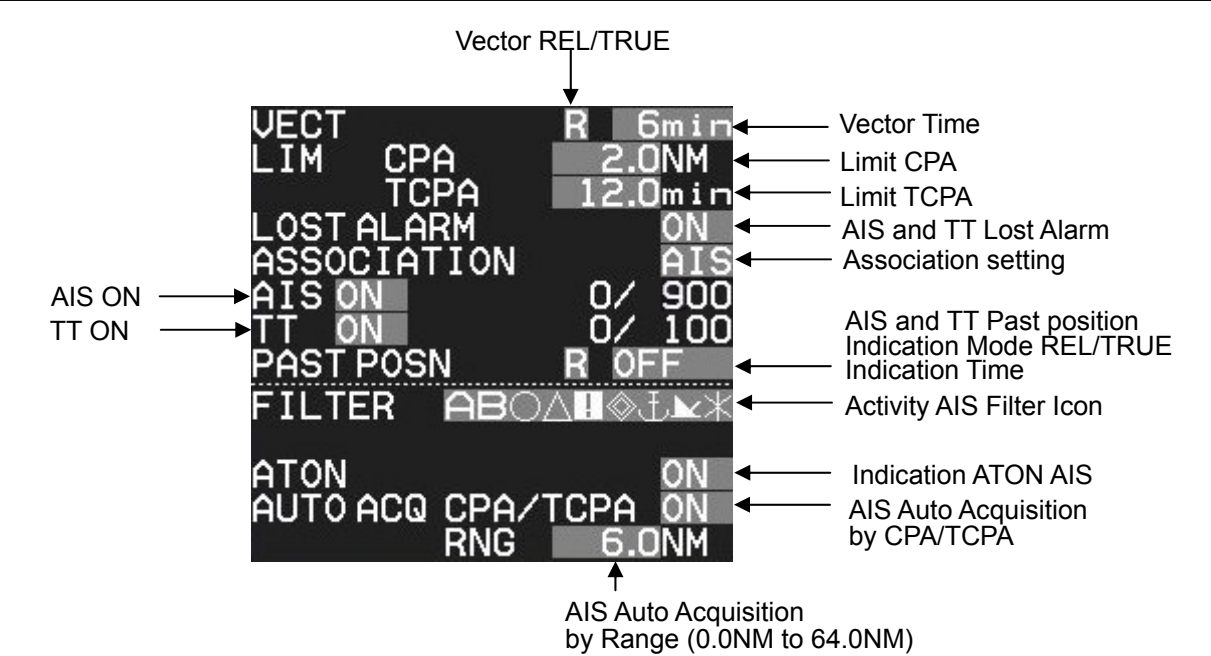 Vector REL/TRUE
VECT R 6min
Vector Time
LIM CPA 2.0NM
Limit CPA
TCPA 12.0min
Limit TCPA
LOST ALARM ON
AIS and TT Lost Alarm
ASSOCIATION AIS
Association setting
AIS ON
AIS ON 0/ 900
TT ON
TT ON 0/ 100
AIS and TT Past position
Indication Mode REL/TRUE
Indication Time
PAST POSN R OFF
FILTER AB
Activity AIS Filter Icon
ATON ON
Indication ATON AIS
AUTO ACQ CPA/TCPA ON
AIS Auto Acquisition
by CPA/TCPA
RNG 6.0NM
AIS Auto Acquisition
by Range (0.0NM to 64.0NM)